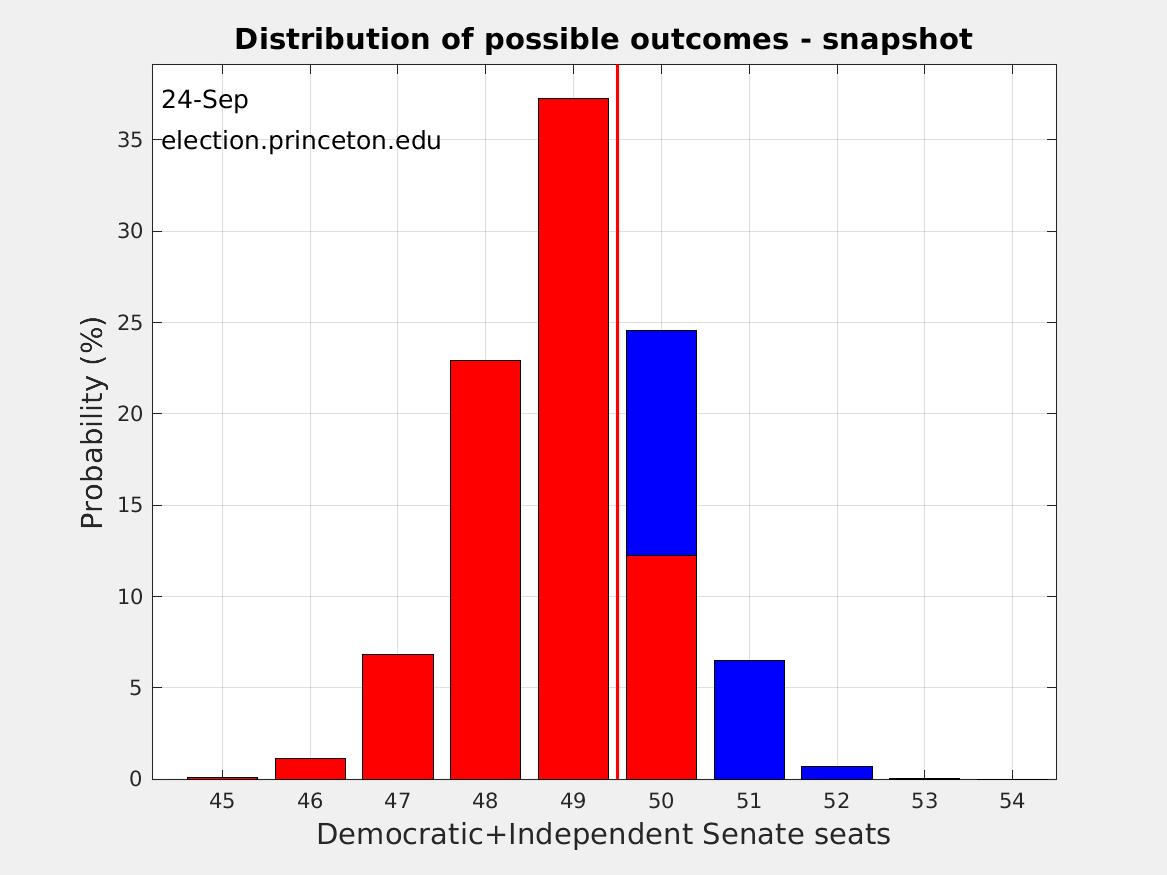 Distribution of possible outcomes - snapshot
24-Sep
election.princeton.edu
35
30
25
20
15
10
5
0
Probability (%)
45 46 47 48 49 50 51 52 53 54
Democratic+Independent Senate seats